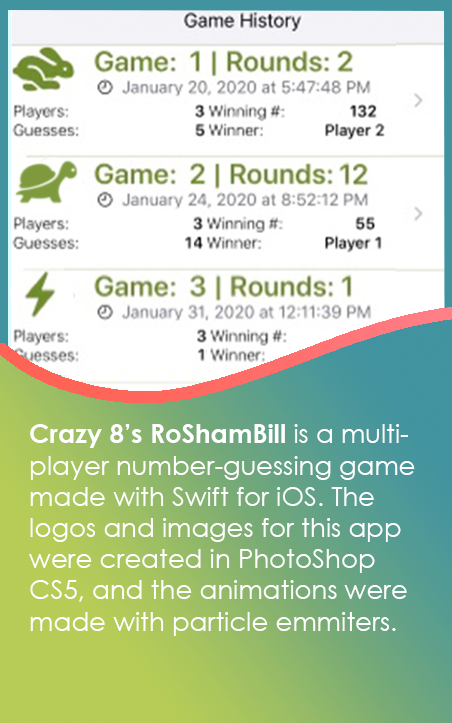 Game History
Game: 1 | Rounds: 2
January 20, 2020 at 5:47:48 PM
Players: 3 Winning #: 132
Guesses: 5 Winner: Player 2
Game: 2 | Rounds: 12
January 24, 2020 at 8:52:12 PM
Players: 3 Winning #: 55
Guesses: 14 Winner: Player 1
Game: 3 | Rounds: 1
January 31, 2020 at 12:11:39 PM
Players: 3 Winning #:
Guesses: 1 Winner:
Crazy 8’s RoShamBill is a multi-
player number-guessing game
made with Swift for iOS. The
logos and images for this app
were created in PhotoShop
CS5, and the animations were
made with particle emmiters.